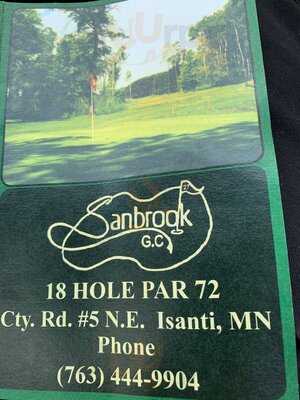 Sanbrook
G.C.
18 HOLE PAR 72
Cty. Rd. #5 N.E. Isanti, MN
Phone
(763) 444-9904